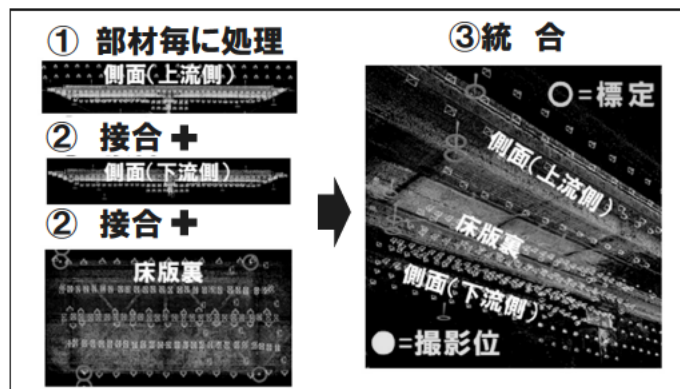 ① 部材毎に処理
側面(上流側)
② 接合＋
側面(下流側)
② 接合＋
床版裏
③統 合
○=標定
側面(上流側)
床版裏
側面(下流側)
●=撮影位